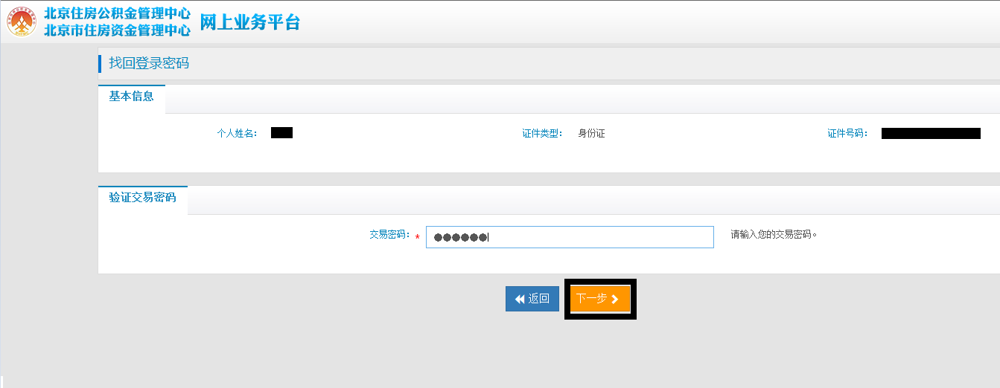 北京住房公积金管理中心
北京市住房资金管理中心
网上业务平台
找回登录密码
基本信息
个人姓名：
证件类型： 身份证
证件号码：
验证交易密码
交易密码：* ●●●●●● 请输入您的交易密码。
返回 下一步